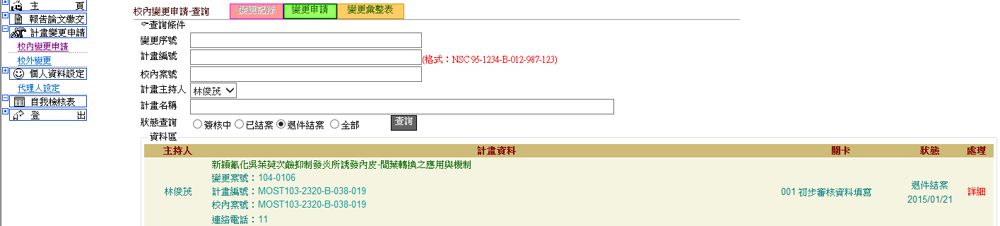 主 頁
報告論文繳交
計畫變更申請
校內變更申請
校外變更
個人資料設定
代理人設定
自我檢核表
登 出
校內變更申請-查詢 變更記錄 變更申請 變更彙整表
查詢條件
變更序號
計畫編號 (格式：NSC 95-1234-B-012-987-123)
校內案號
計畫主持人 林俊茂
計畫名稱
狀態查詢 簽核中 已結案 退件結案 全部 查詢
資料區
主持人 計畫資料 關卡 狀態 處理
新穎氟化吳茱萸次鹼抑制發炎所誘發內皮-間葉轉換之應用與機制
變更案號：104-0106
林俊茂 計畫編號：MOST103-2320-B-038-019 001 初步審核資料填寫 退件結案 詳細
校內案號：MOST103-2320-B-038-019 2015/01/21
連絡電話：11